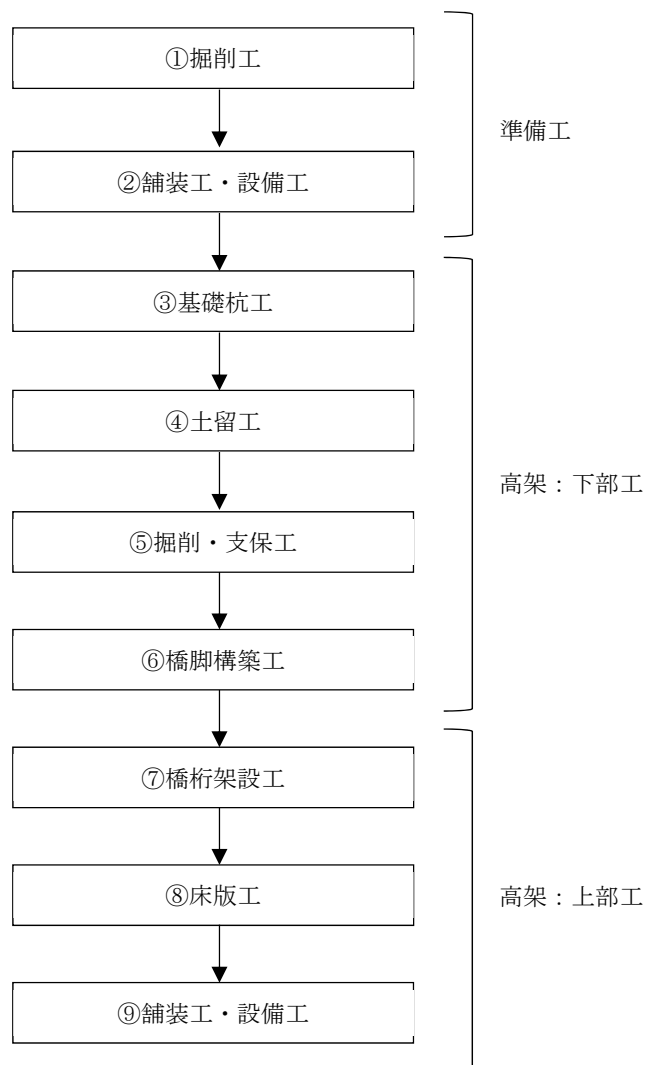 ①掘削工
準備工
②舗装工・設備工
③基礎杭工
④土留工
高架：下部工
⑤掘削・支保工
⑥橋脚構築工
⑦橋桁架設工
⑧床版工
高架：上部工
⑨舗装工・設備工